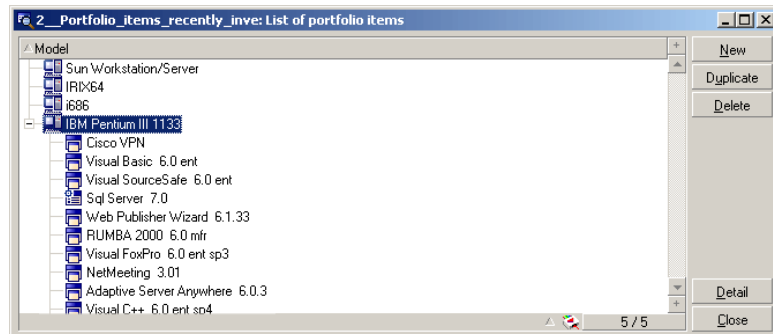 2__Portfolio_items_recently_inve: List of portfolio items
Model
New
Sun Workstation/Server
IRIX64
Duplicate
i686
Delete
IBM Pentium III 1133
Cisco VPN
Visual Basic 6.0 ent
Visual SourceSafe 6.0 ent
Sql Server 7.0
Web Publisher Wizard 6.1.33
RUMBA 2000 6.0 mfr
Visual FoxPro 6.0 ent sp3
NetMeeting 3.01
Adaptive Server Anywhere 6.0.3
Detail
Visual C++ 6.0 ent sp4
5 / 5
Close